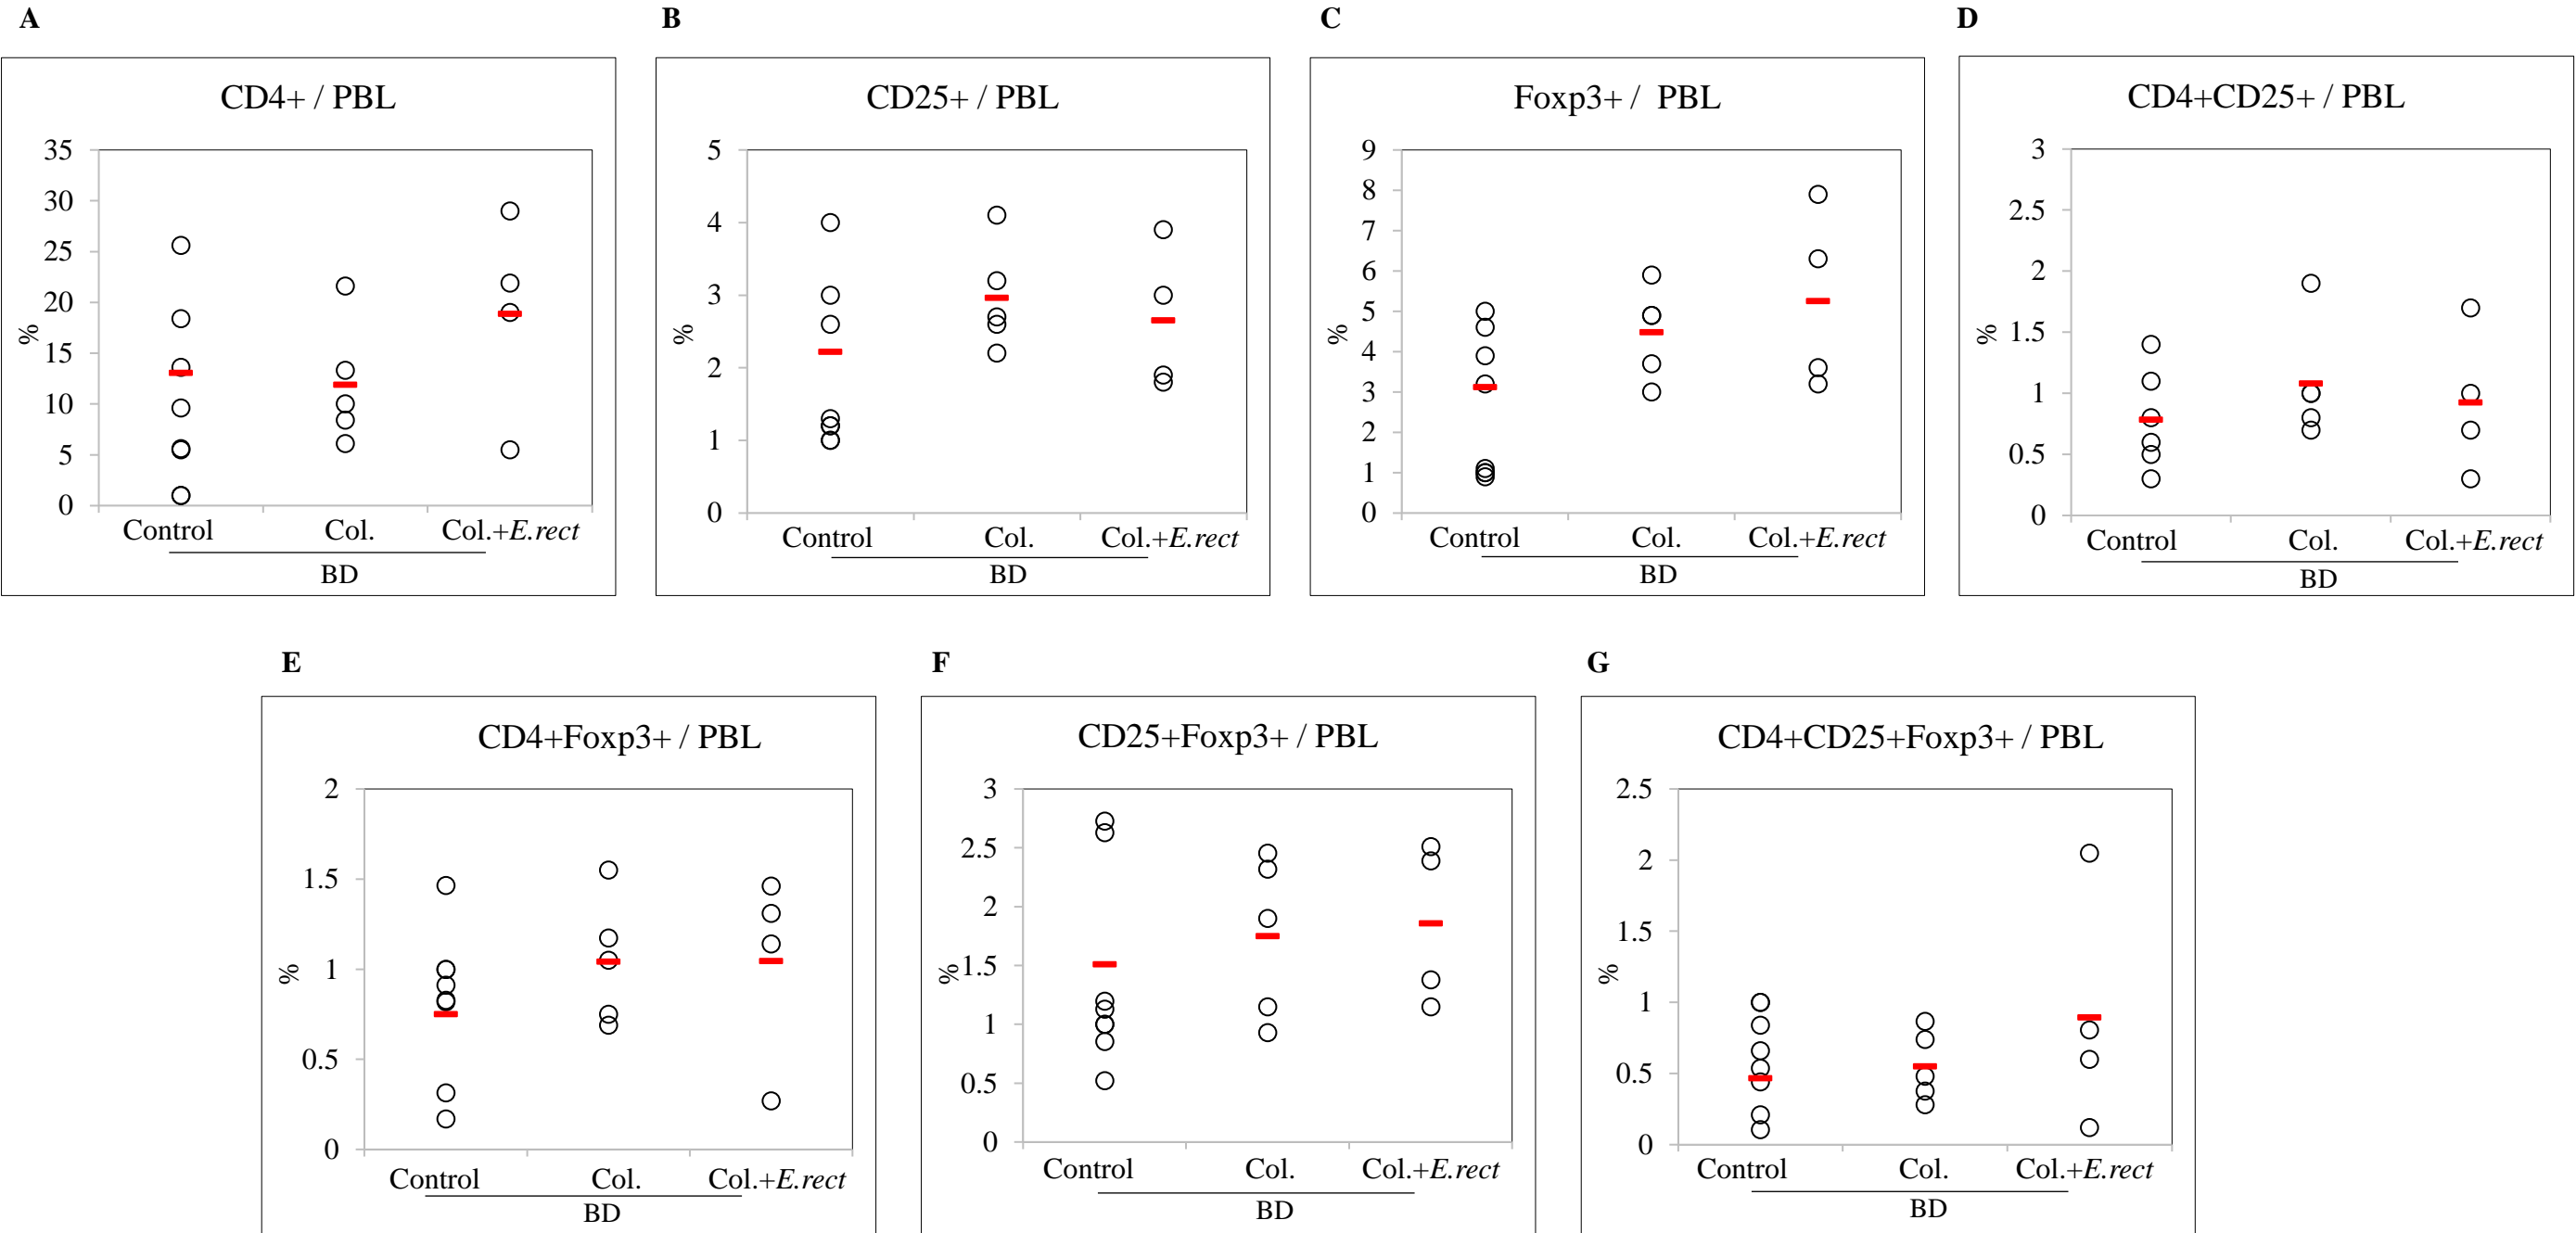 A
B
C
D
CD4+ / PBL
35
30
25
20
15
10
5
0
%
Control Col. Col.+E.rect
BD
CD25+ / PBL
5
4
3
2
1
0
%
Control Col. Col.+E.rect
BD
Foxp3+ / PBL
9
8
7
6
5
4
3
2
1
0
%
Control Col. Col.+E.rect
BD
CD4+CD25+ / PBL
3
2.5
2
1.5
1
0.5
0
%
Control Col. Col.+E.rect
BD
E
F
G
CD4+Foxp3+ / PBL
2
1.5
1
0.5
0
%
Control Col. Col.+E.rect
BD
CD25+Foxp3+ / PBL
3
2.5
2
1.5
1
0.5
0
%
Control Col. Col.+E.rect
BD
CD4+CD25+Foxp3+ / PBL
2.5
2
1.5
1
0.5
0
%
Control Col. Col.+E.rect
BD